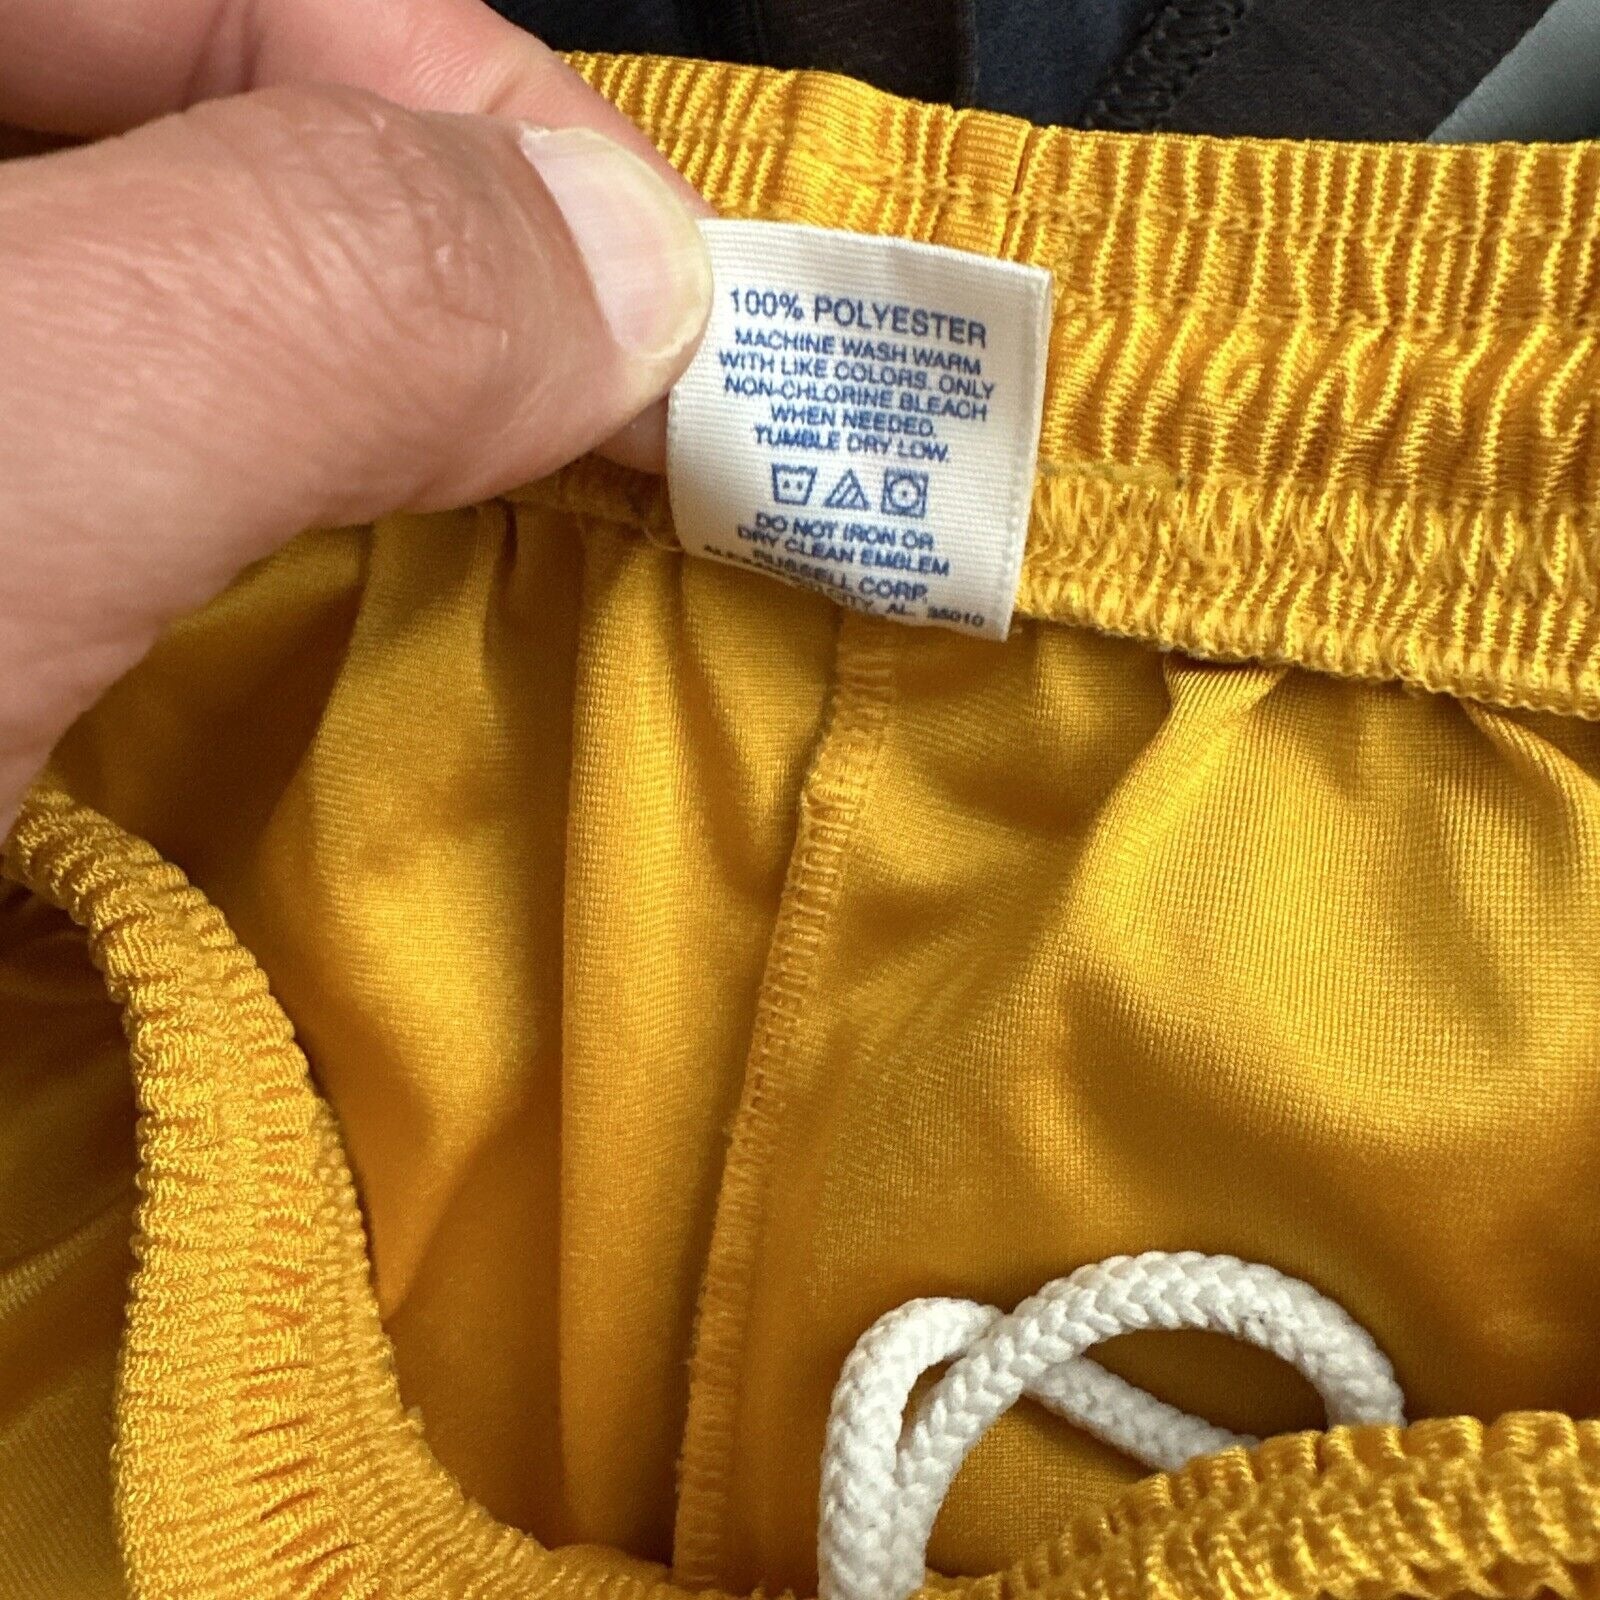 100% POLYESTER
MACHINE WASH WARM
WITH LIKE COLORS. ONLY
NON-CHLORINE BLEACH
WHEN NEEDED.
TUMBLE DRY LOW.
DO NOT IRON OR
DRY CLEAN EMBLEM
RUSSELL CORP.
CITY, AL 35010